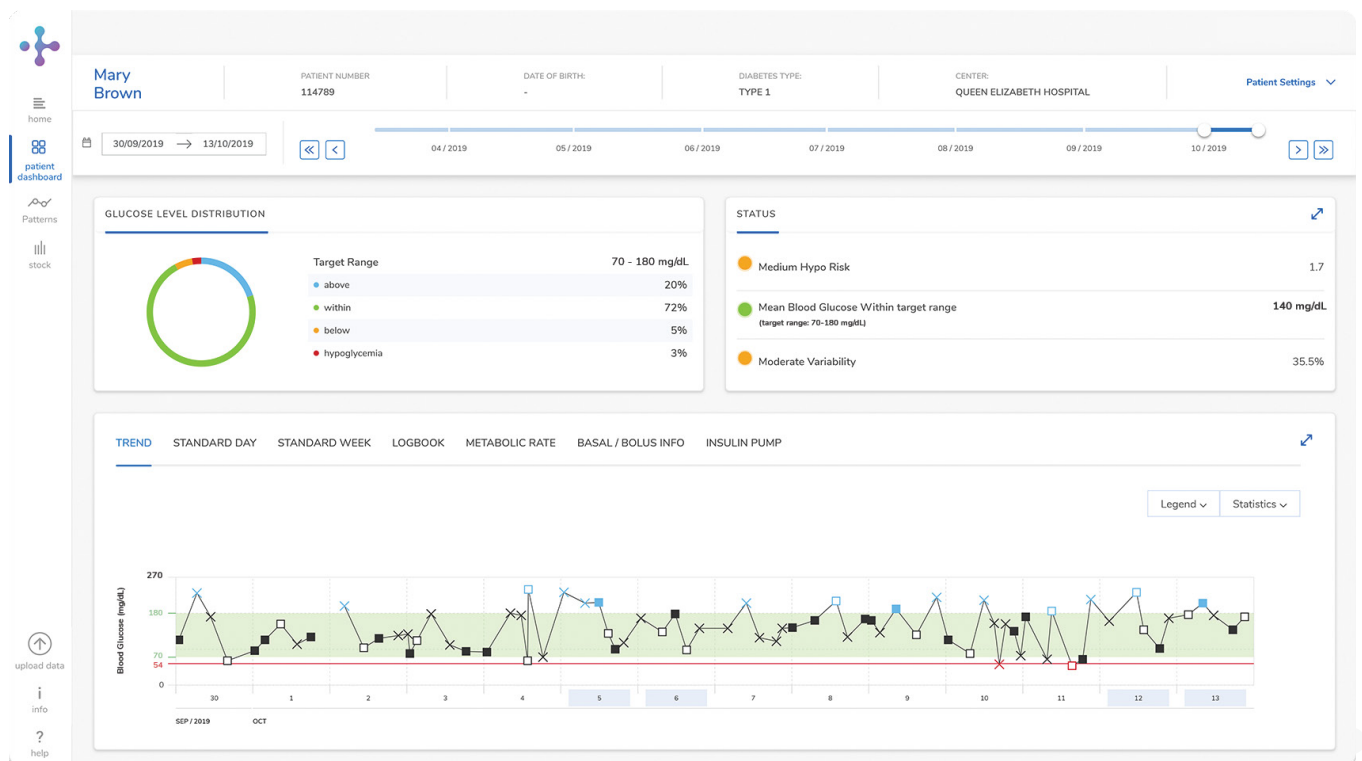 Mary
Brown
PATIENT NUMBER
114789
DATE OF BIRTH:
-
DIABETES TYPE:
TYPE 1
CENTER:
QUEEN ELIZABETH HOSPITAL
Patient Settings
home
patient
dashboard
Patterns
stock
upload data
info
?
help
30/09/2019 → 13/10/2019
« <
04 / 2019 05 / 2019 06 / 2019 07 / 2019 08 / 2019 09 / 2019 10 / 2019
> »
GLUCOSE LEVEL DISTRIBUTION
Target Range 70 - 180 mg/dL
above 20%
within 72%
below 5%
hypoglycemia 3%
STATUS
Medium Hypo Risk 1.7
Mean Blood Glucose Within target range 140 mg/dL
(target range: 70-180 mg/dL)
Moderate Variability 35.5%
TREND STANDARD DAY STANDARD WEEK LOGBOOK METABOLIC RATE BASAL / BOLUS INFO INSULIN PUMP
Legend Statistics
Blood Glucose (mg/dL)
270
180
70
54
0
30 1 2 3 4 5 6 7 8 9 10 11 12 13
SEP / 2019 OCT